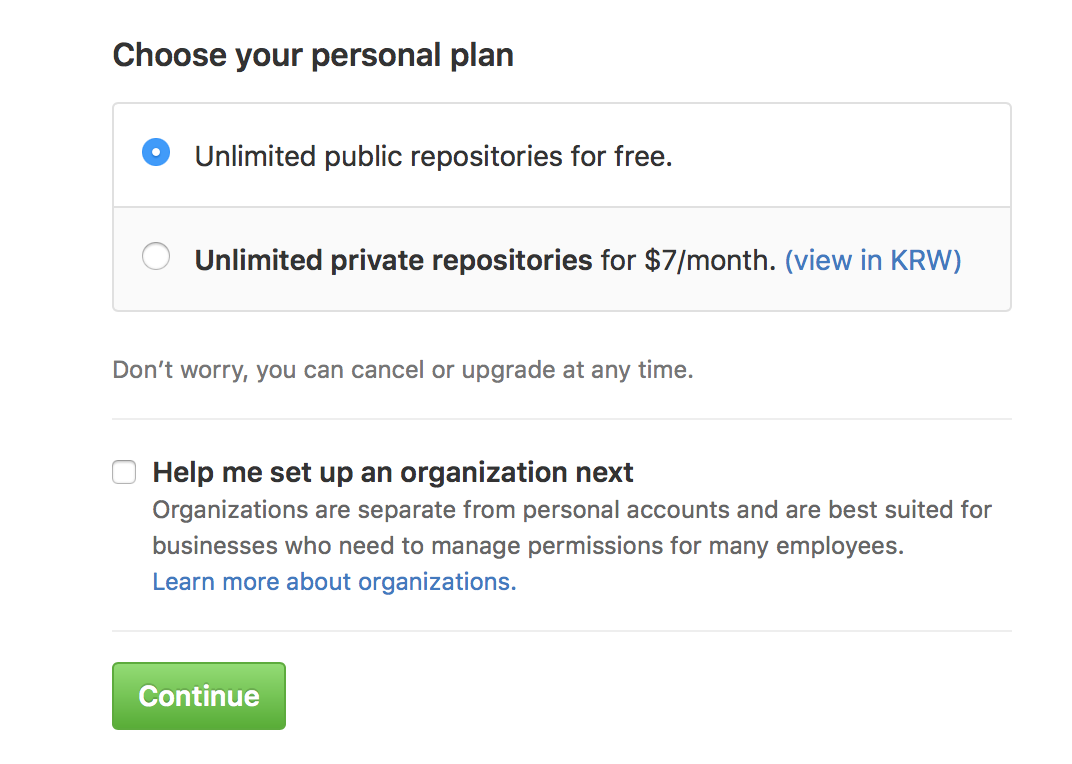 Choose your personal plan
Unlimited public repositories for free.
Unlimited private repositories for $7/month. (view in KRW)
Don’t worry, you can cancel or upgrade at any time.
Help me set up an organization next
Organizations are separate from personal accounts and are best suited for
businesses who need to manage permissions for many employees.
Learn more about organizations.
Continue